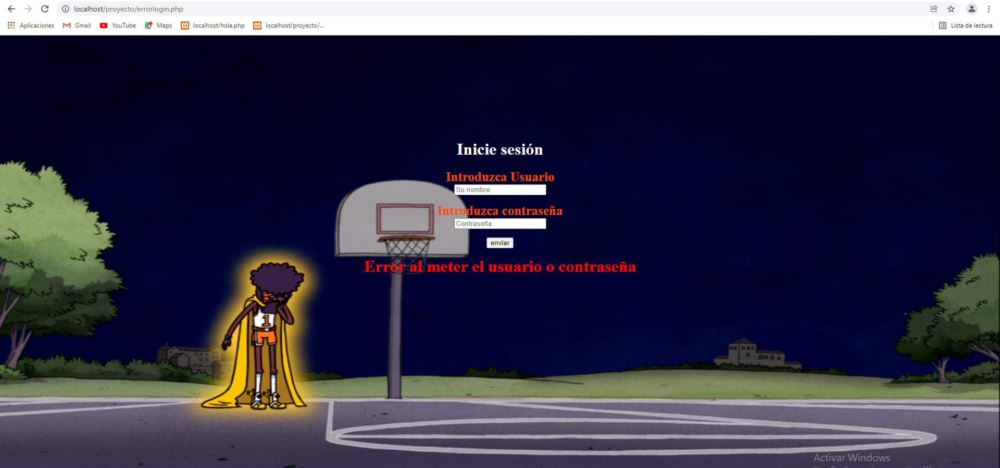 localhost/proyecto/errorlogin.php
Aplicaciones Gmail YouTube Maps localhost/hola.php localhost/proyecto/... Lista de lectura
Inicie sesión
Introduzca Usuario
Su nombre
Introduzca contraseña
Contraseña
enviar
Error al meter el usuario o contraseña
1
Activar Windows